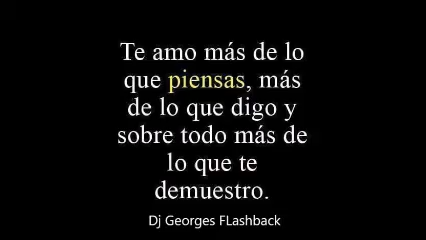 Te amo más de lo
que piensas, más
de lo que digo y
sobre todo más de
lo que te
demuestro.
Dj Georges FLashback